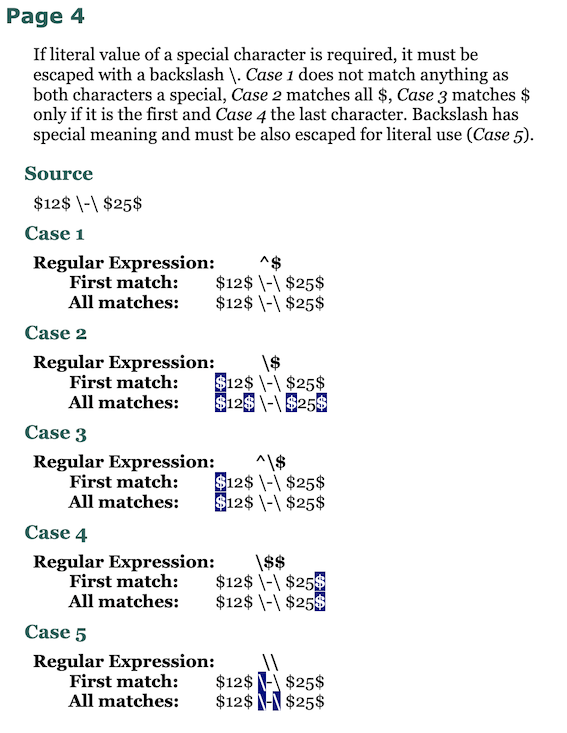 Page 4
If literal value of a special character is required, it must be
escaped with a backslash \. Case 1 does not match anything as
both characters a special, Case 2 matches all $, Case 3 matches $
only if it is the first and Case 4 the last character. Backslash has
special meaning and must be also escaped for literal use (Case 5).
Source
$12$ \-\ $25$
Case 1
Regular Expression: ^$
First match: $12$ \-\ $25$
All matches: $12$ \-\ $25$
Case 2
Regular Expression: \$
First match: $12$ \-\ $25$
All matches: $12$ \-\ $25$
Case 3
Regular Expression: ^\$
First match: $12$ \-\ $25$
All matches: $12$ \-\ $25$
Case 4
Regular Expression: \$$
First match: $12$ \-\ $25$
All matches: $12$ \-\ $25$
Case 5
Regular Expression: \\
First match: $12$ \-\ $25$
All matches: $12$ \-\ $25$